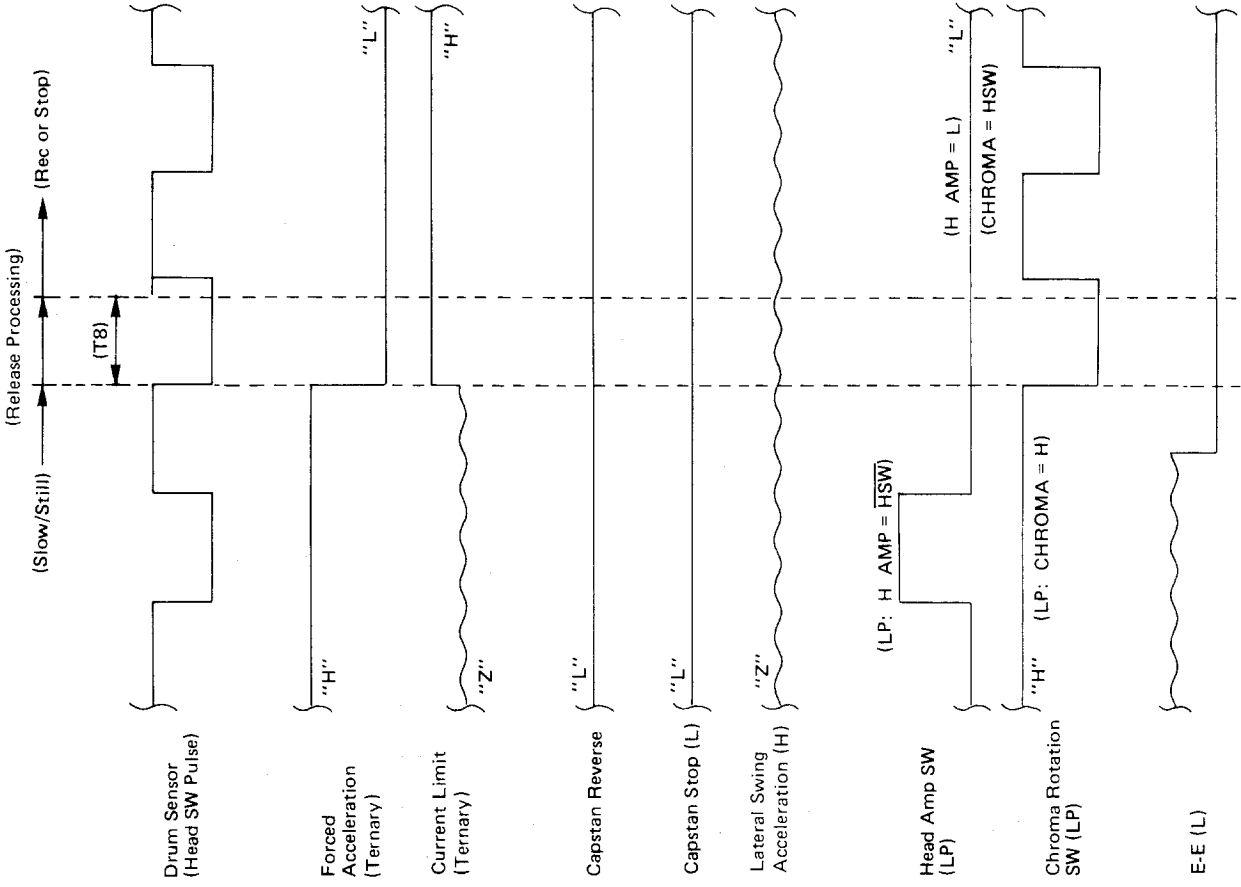 (Release Processing)
(Slow/Still)
(Rec or Stop)
(T8)
Drum Sensor
(Head SW Pulse)
Forced
Acceleration
(Ternary)
"H"
"L"
Current Limit
(Ternary)
"Z"
"H"
Capstan Reverse
"L"
Capstan Stop (L)
"L"
Lateral Swing
Acceleration (H)
"Z"
Head Amp SW
(LP)
(LP: H AMP = H̅S̅W̅)
(H AMP = L)
"L"
Chroma Rotation
SW (LP)
"H"
(LP: CHROMA = H)
(CHROMA = HSW)
E-E (L)